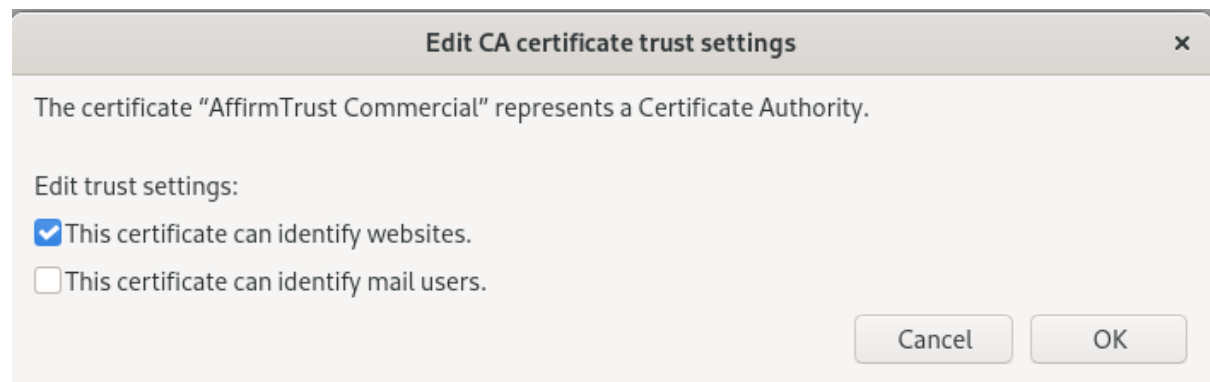 Edit CA certificate trust settings
The certificate “AffirmTrust Commercial” represents a Certificate Authority.
Edit trust settings:
This certificate can identify websites.
This certificate can identify mail users.
Cancel OK